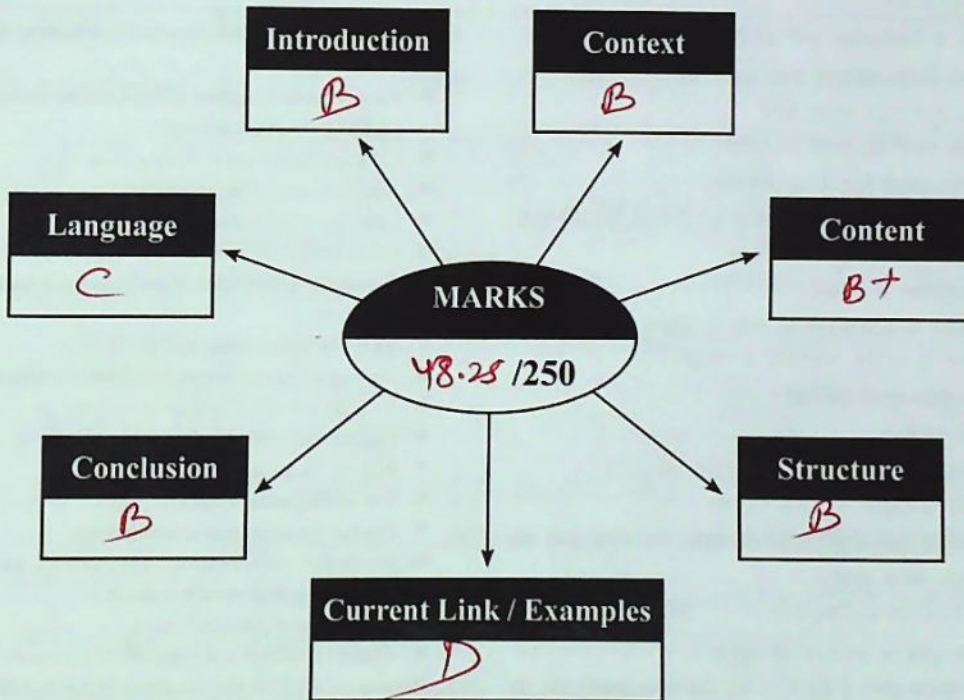 Introduction
B
Context
B
Language
C
Content
B+
MARKS
48.25 /250
Conclusion
B
Structure
B
Current Link / Examples
D